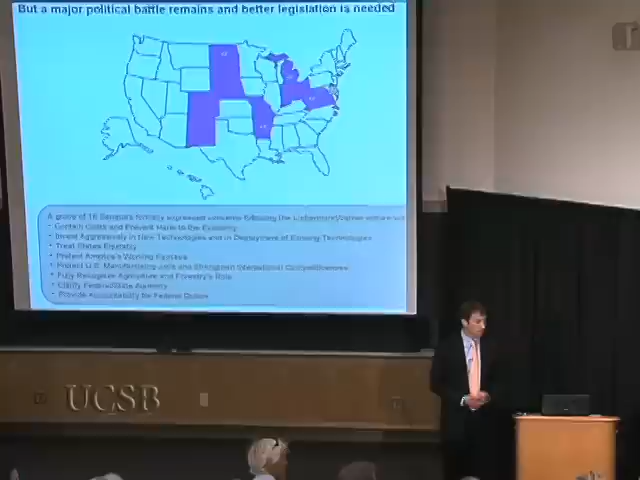 But a major political battle remains and better legislation is needed
A group of 16 Senators formally expressed concerns following the Lieberman/Warner
• Contain Costs and Prevent Harm to the Economy
• Invest Aggressively in New Technologies and in Deployment of Existing Technologies
• Treat States Equitably
• Protect America's Working Families
• Protect U.S. Manufacturing Jobs and Strengthen International Competitiveness
• Fully Recognize Agriculture and Forestry's Role
• Clarify Federal/State Authority
• Provide Accountability for Federal Dollars
UCSB